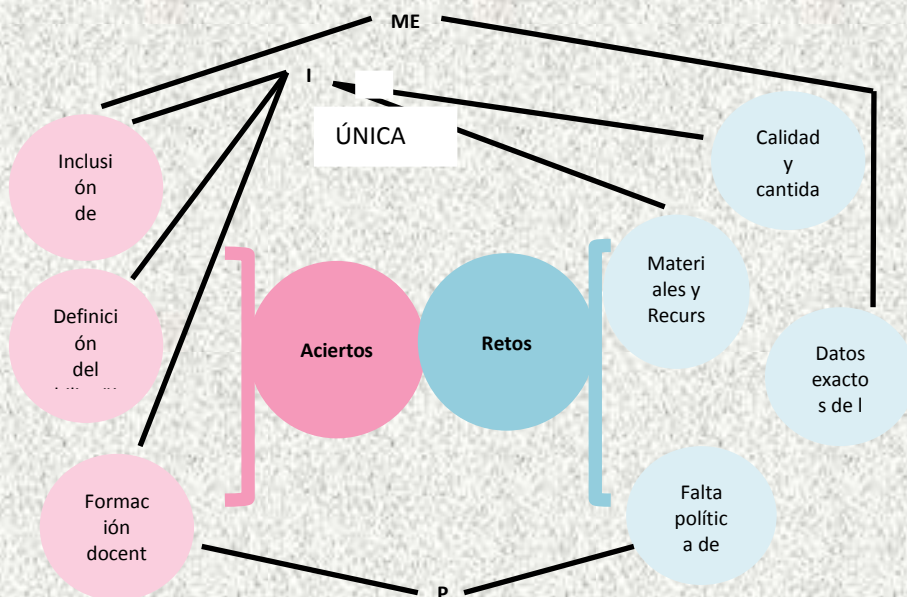 ME
I
ÚNICA
Inclusi
ón
de
Definici
ón
del
Formac
ión
docent
Aciertos
Retos
Calidad
y
cantida
Materi
ales y
Recurs
Datos
exacto
s de l
Falta
polític
a de
P